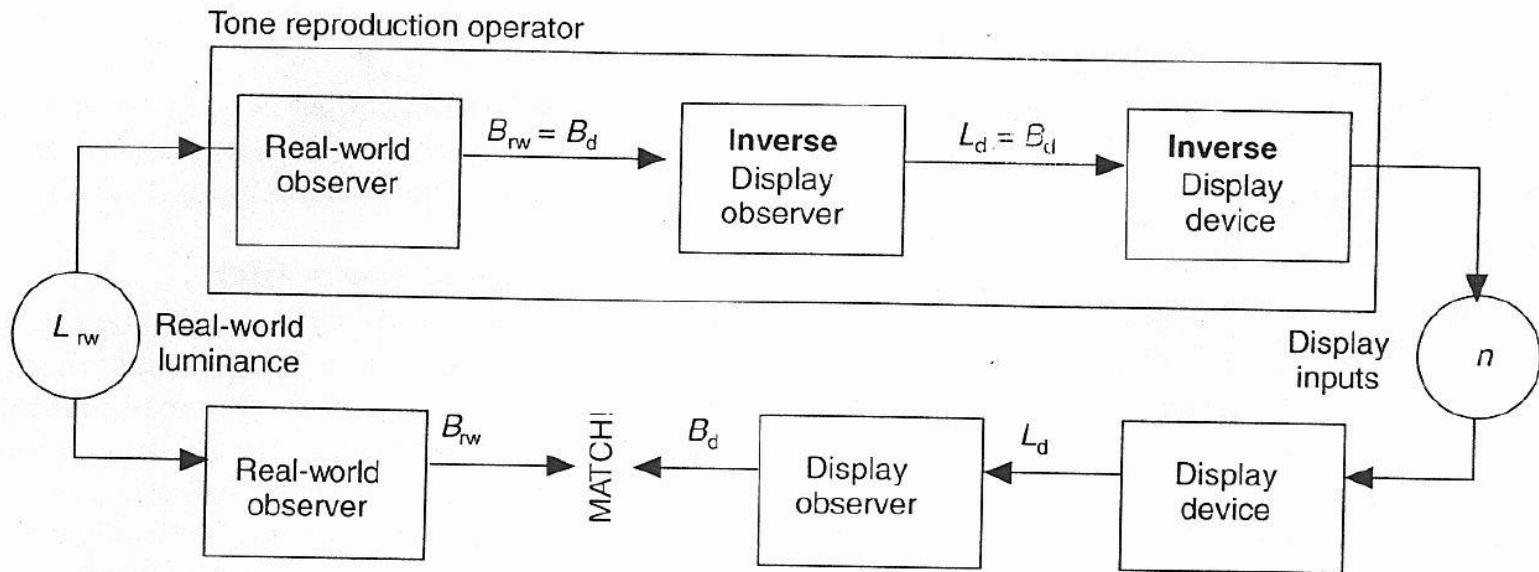 Tone reproduction operator
Real-world
observer
B_rw = B_d
Inverse
Display
observer
L_d = B_d
Inverse
Display
device
L_rw
Real-world
luminance
Display
inputs
n
Real-world
observer
B_rw
MATCH!
B_d
Display
observer
L_d
Display
device